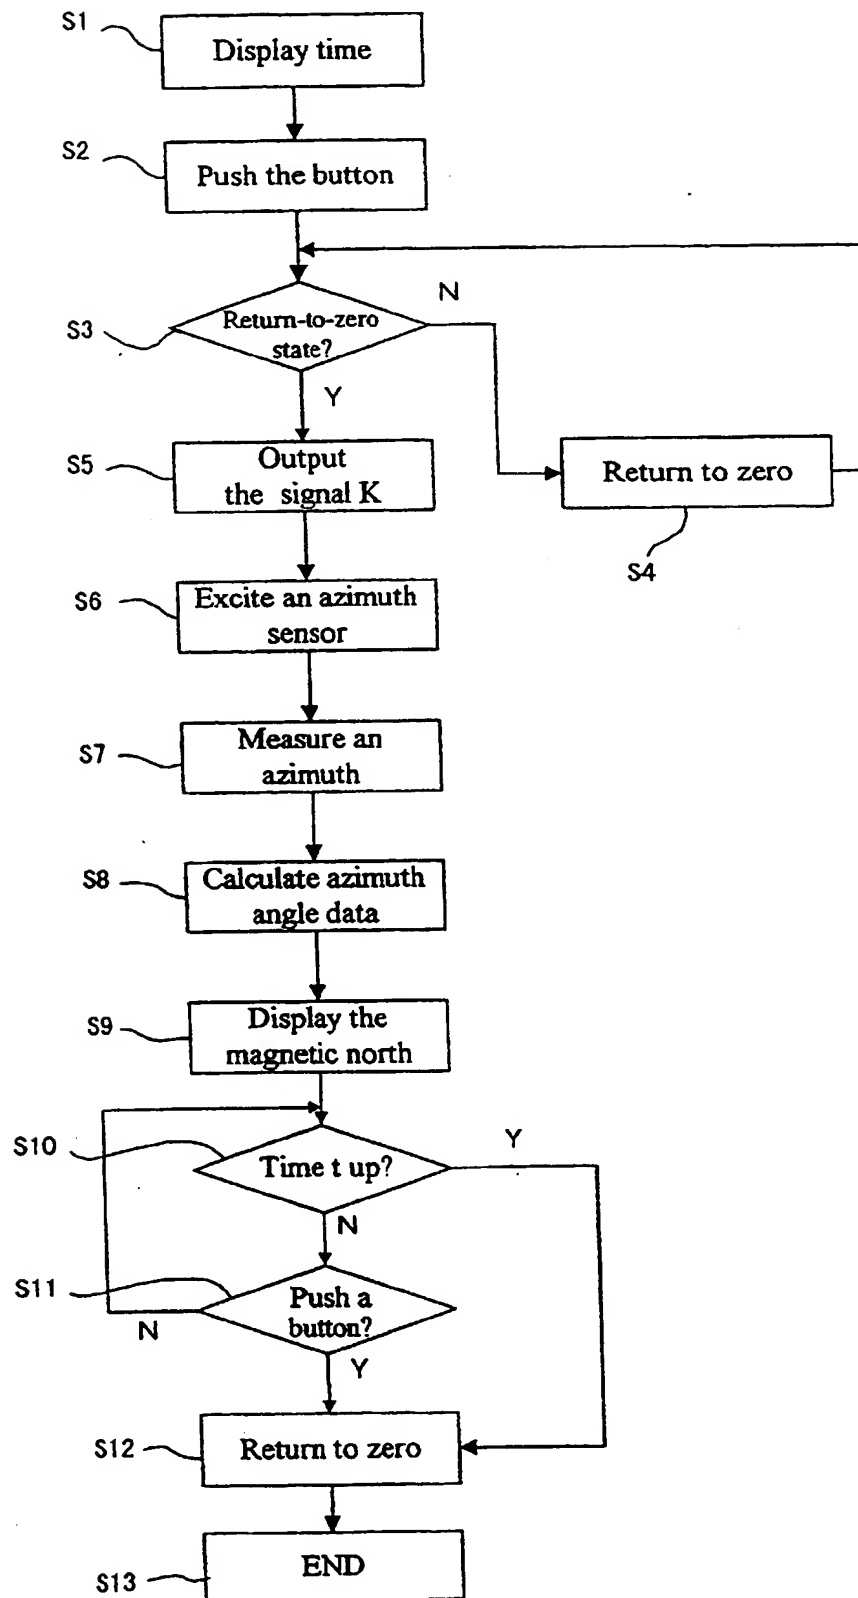 S1
Display time
S2
Push the button
S3
Return-to-zero
state?
N
Y
S5
Output
the signal K
Return to zero
S4
S6
Excite an azimuth
sensor
S7
Measure an
azimuth
S8
Calculate azimuth
angle data
S9
Display the
magnetic north
S10
Time t up?
Y
N
S11
Push a
button?
N
Y
S12
Return to zero
S13
END